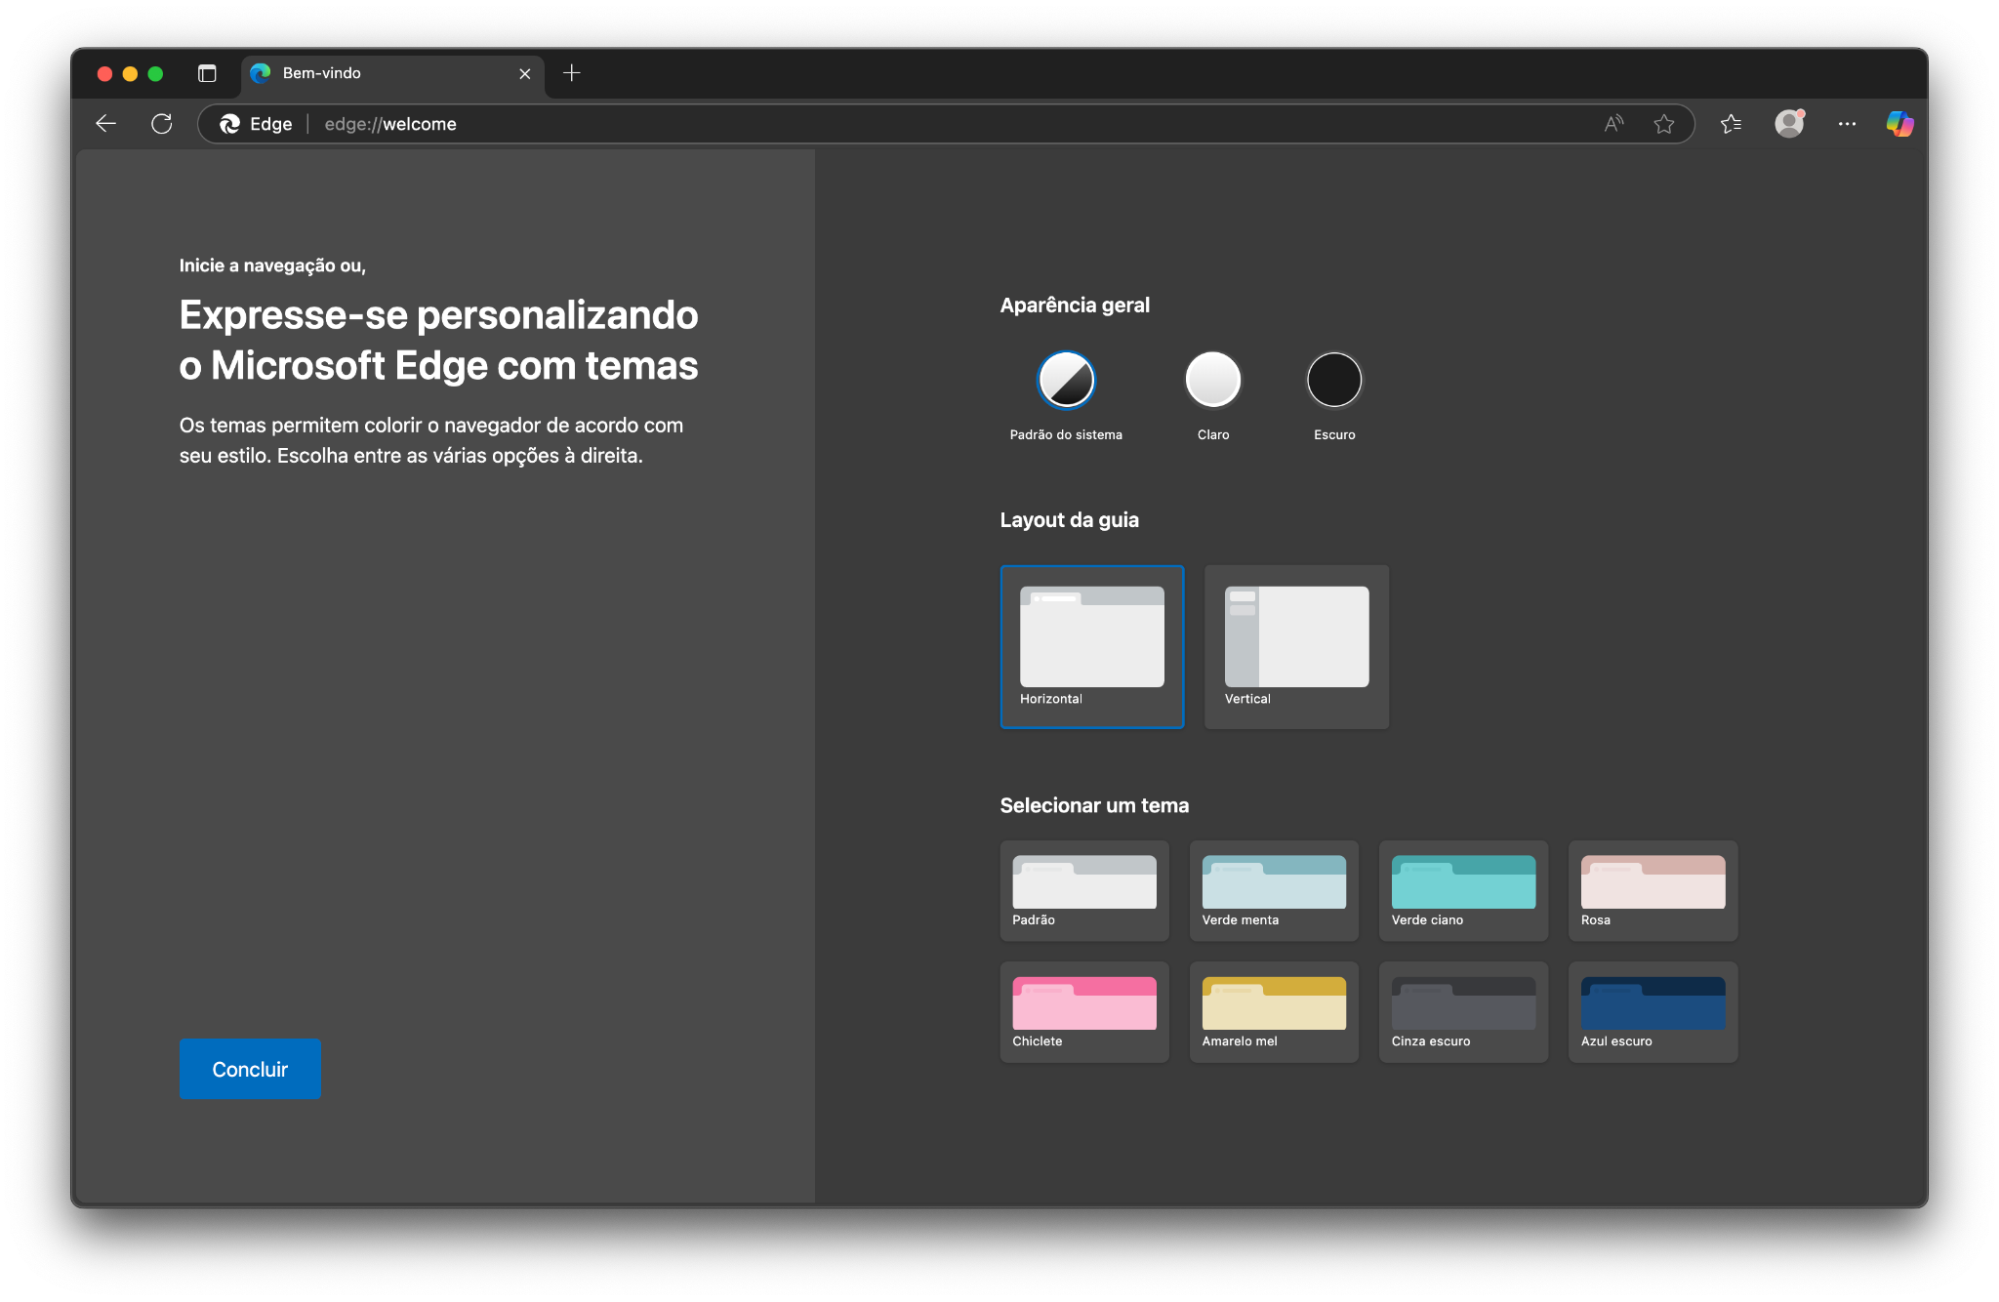 Bem-vindo
Edge
edge://welcome
Inicie a navegação ou,
Expresse-se personalizando
o Microsoft Edge com temas
Os temas permitem colorir o navegador de acordo com
seu estilo. Escolha entre as várias opções à direita.
Concluir
Aparência geral
Padrão do sistema
Claro
Escuro
Layout da guia
Horizontal
Vertical
Selecionar um tema
Padrão
Verde menta
Verde ciano
Rosa
Chiclete
Amarelo mel
Cinza escuro
Azul escuro